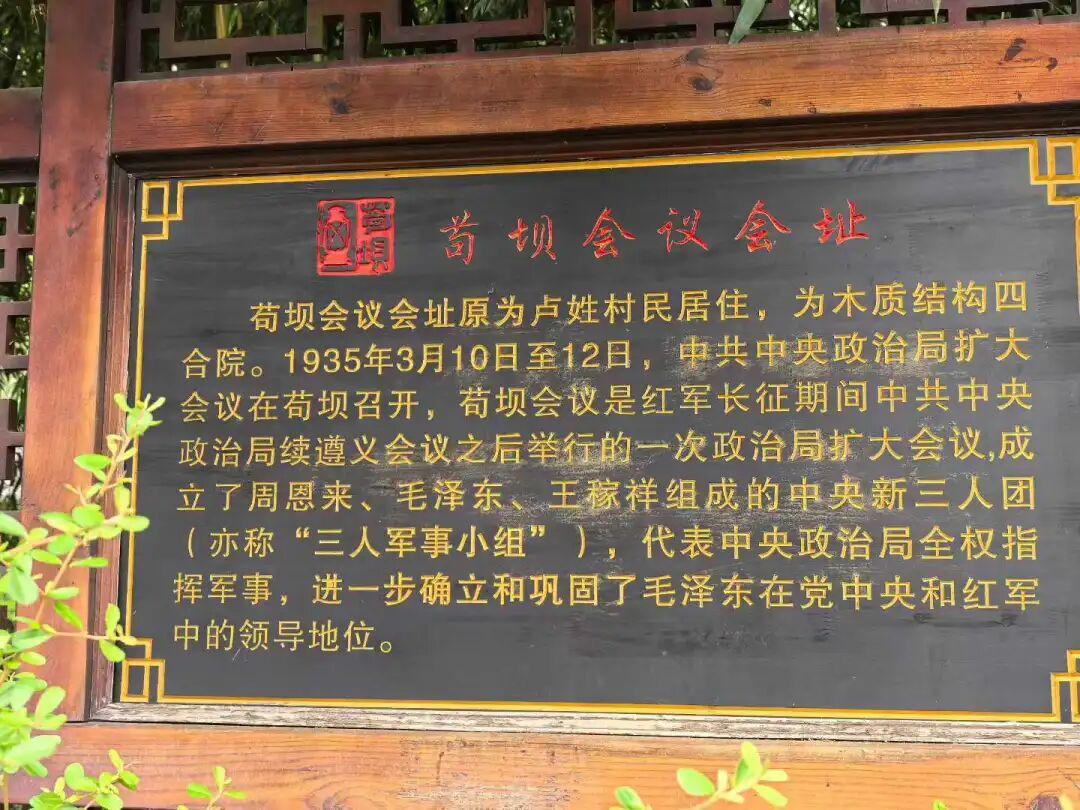 苟坝
苟坝会议会址
苟坝会议会址原为卢姓村民居住，为木质结构四
合院。1935年3月10日至12日，中共中央政治局扩大
会议在苟坝召开，苟坝会议是红军长征期间中共中央
政治局续遵义会议之后举行的一次政治局扩大会议,成
立了周恩来、毛泽东、王稼祥组成的中央新三人团
（亦称“三人军事小组”），代表中央政治局全权指
挥军事，进一步确立和巩固了毛泽东在党中央和红军
中的领导地位。